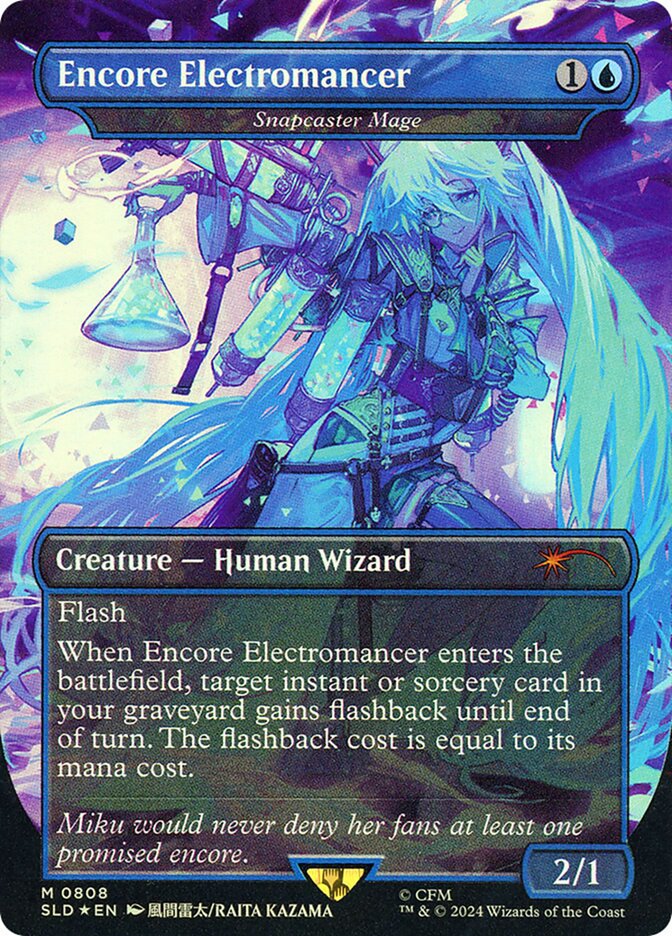 Encore Electromancer 1
Snapcaster Mage
Creature — Human Wizard
Flash
When Encore Electromancer enters the
battlefield, target instant or sorcery card in
your graveyard gains flashback until end
of turn. The flashback cost is equal to its
mana cost.
Miku would never deny her fans at least one
promised encore.
2/1
M 0808
SLD ★ EN 風間雷太/RAITA KAZAMA
© CFM
™ & © 2024 Wizards of the Coast